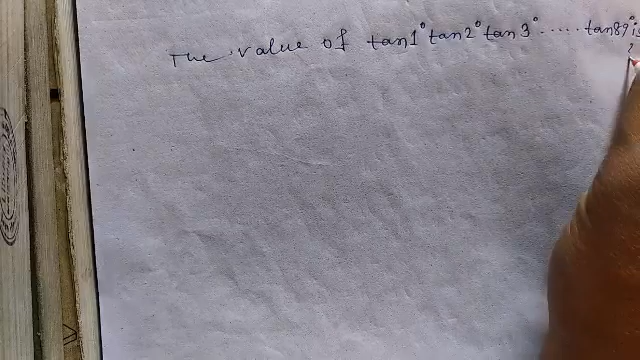 The value of tan1° tan2° tan3° ..... tan89° is
?